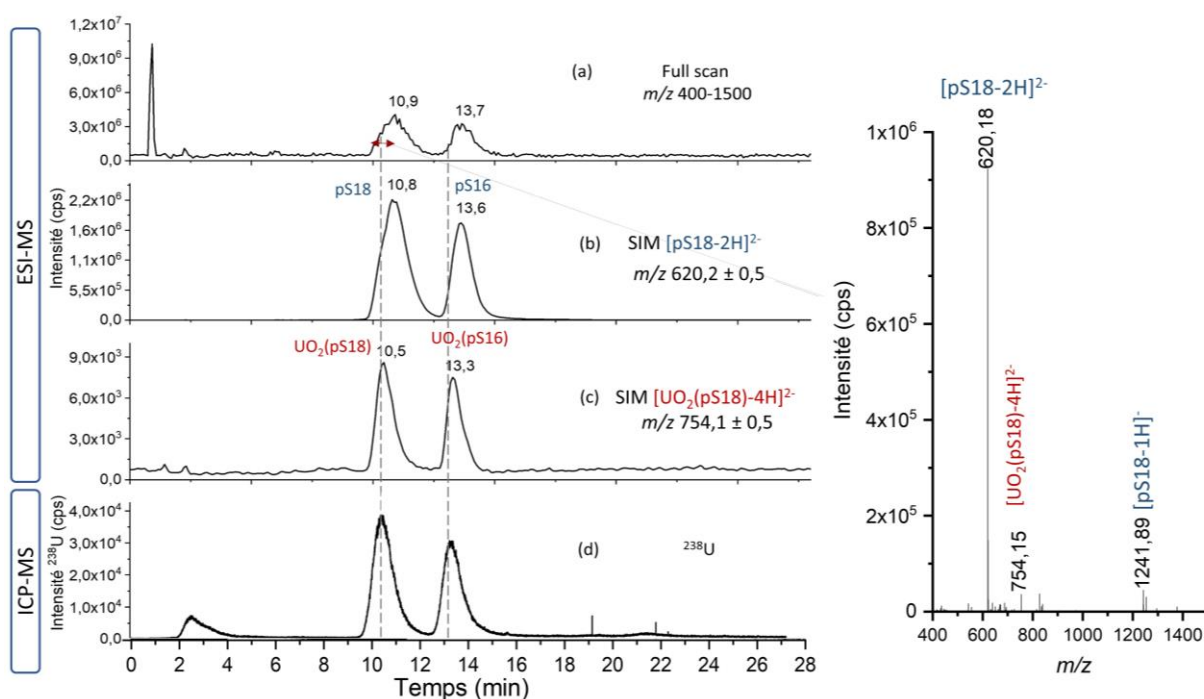 ESI-MS
Intensité (cps)
1,2x10⁷
9,0x10⁶
6,0x10⁶
3,0x10⁶
0,0
10,9
13,7
(a) Full scan
m/z 400-1500
2,2x10⁶
1,6x10⁶
1,1x10⁶
5,5x10⁵
0,0
pS18
10,8
pS16
13,6
(b) SIM [pS18-2H]²⁻
m/z 620,2 ± 0,5
9,0x10³
6,0x10³
3,0x10³
0,0
UO₂(pS18)
10,5
UO₂(pS16)
13,3
(c) SIM [UO₂(pS18)-4H]²⁻
m/z 754,1 ± 0,5
ICP-MS
Intensité ²³⁸U (cps)
4,0x10⁴
3,0x10⁴
2,0x10⁴
1,0x10⁴
0,0
(d) ²³⁸U
0 2 4 6 8 10 12 14 16 18 20 22 24 26 28
Temps (min)
[pS18-2H]²⁻
620,18
Intensité (cps)
1x10⁶
8x10⁵
6x10⁵
4x10⁵
2x10⁵
0
754,15 [UO₂(pS18)-4H]²⁻
1241,89 [pS18-1H]⁻
400 600 800 1000 1200 1400
m/z